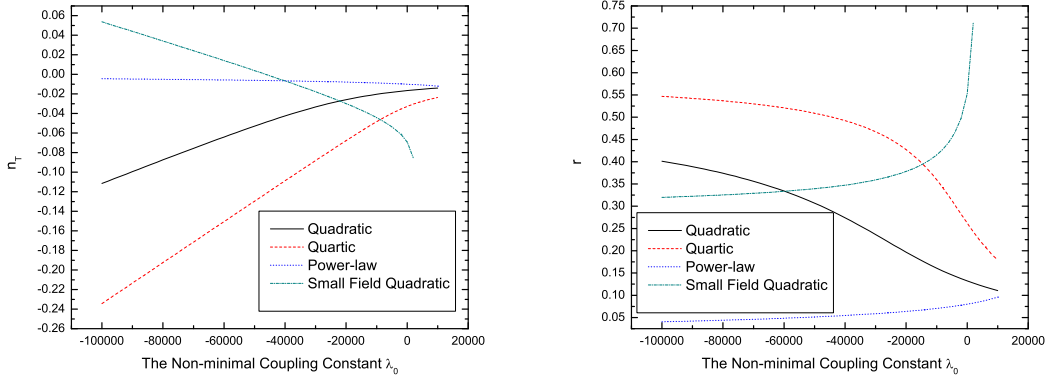 0.06
0.04
0.02
0.00
-0.02
-0.04
-0.06
-0.08
-0.10
-0.12
-0.14
-0.16
-0.18
-0.20
-0.22
-0.24
-0.26
n_T
Quadratic
Quartic
Power-law
Small Field Quadratic
-100000 -80000 -60000 -40000 -20000 0 20000
The Non-minimal Coupling Constant λ₀
0.75
0.70
0.65
0.60
0.55
0.50
0.45
0.40
0.35
0.30
0.25
0.20
0.15
0.10
0.05
r
Quadratic
Quartic
Power-law
Small Field Quadratic
-100000 -80000 -60000 -40000 -20000 0 20000
The Non-minimal Coupling Constant λ₀